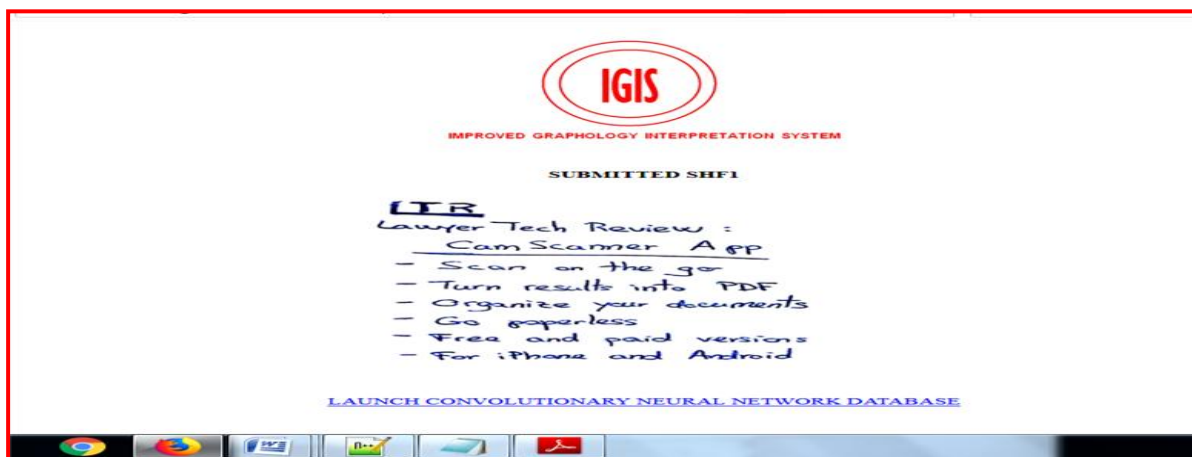 IGIS
IMPROVED GRAPHOLOGY INTERPRETATION SYSTEM
SUBMITTED SHF1
LTR
Lawyer Tech Review :
CamScanner App
- Scan on the go
- Turn results into PDF
- Organize your documents
- Go paperless
- Free and paid versions
- For iPhone and Android
LAUNCH CONVOLUTIONARY NEURAL NETWORK DATABASE